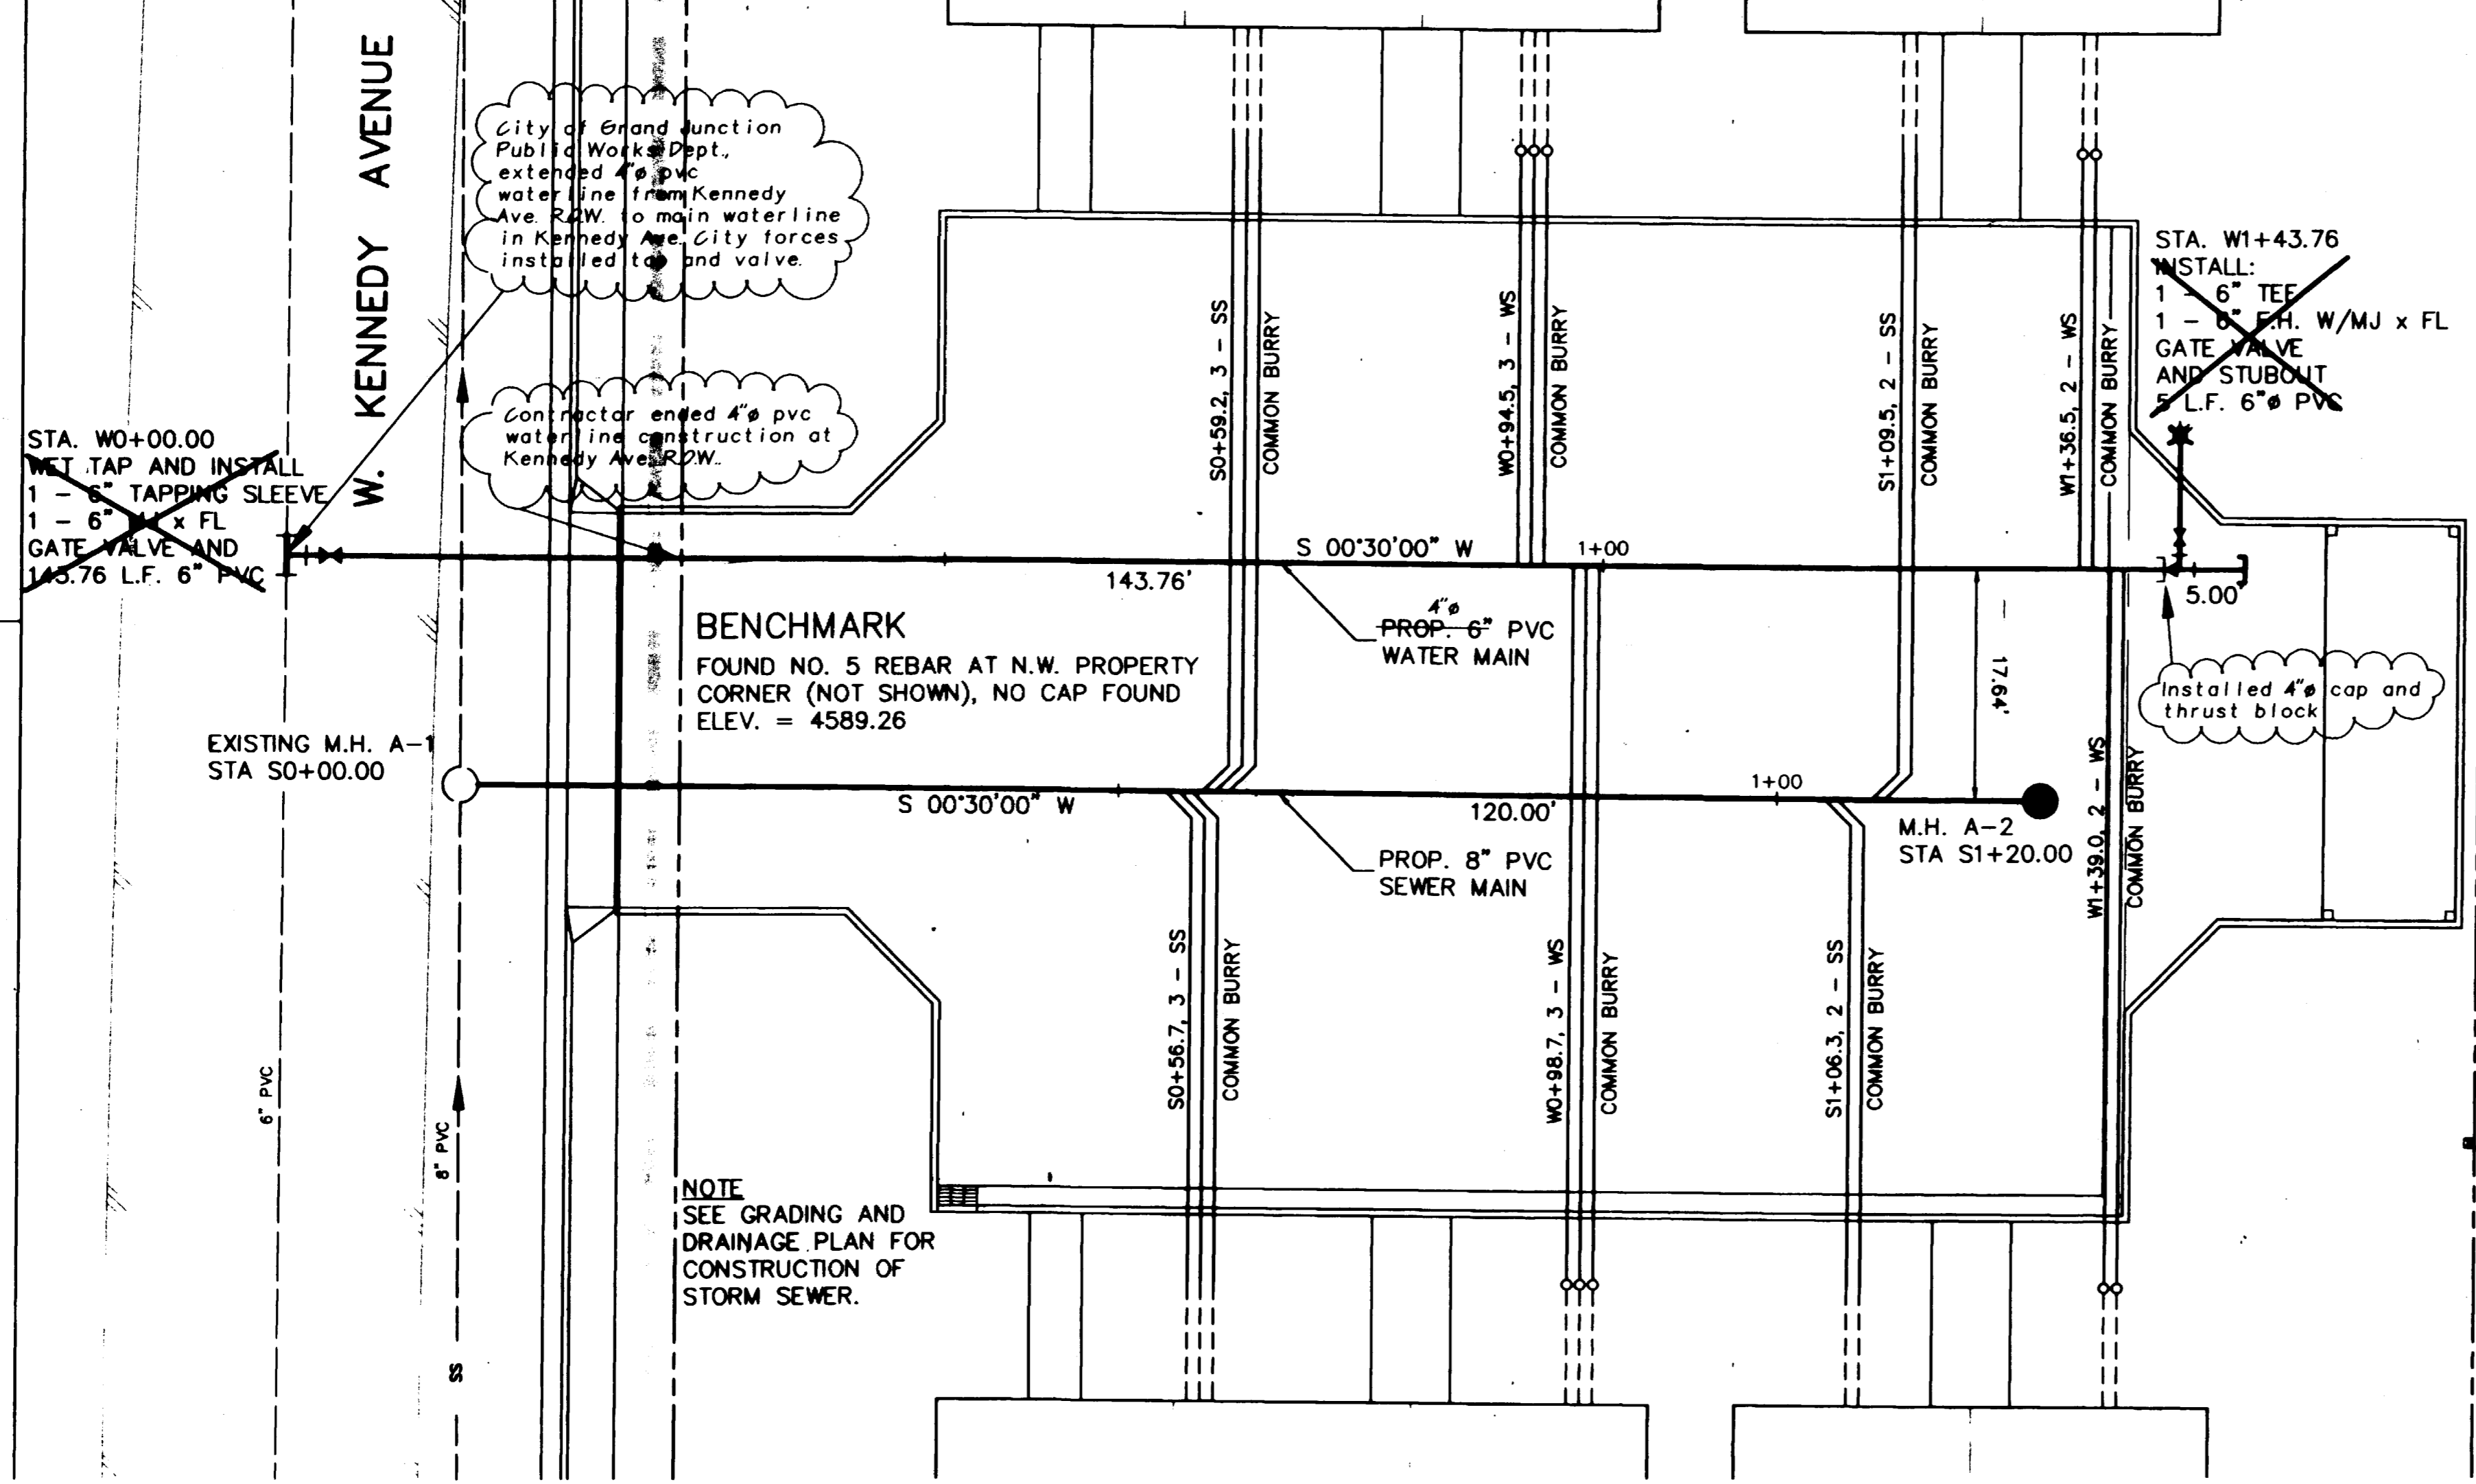 W. KENNEDY AVENUE
City of Grand Junction
Public Works Dept.,
extended 4"ø pvc
waterline from Kennedy
Ave. R.O.W. to main waterline
in Kennedy Ave. City forces
installed tap and valve.
Contractor ended 4"ø pvc
waterline construction at
Kennedy Ave. R.O.W..
STA. W0+00.00
WET TAP AND INSTALL
1 - 6" TAPPING SLEEVE
1 - 6" MJ x FL
GATE VALVE AND
143.76 L.F. 6" PVC
STA. W1+43.76
INSTALL:
1 - 6" TEE
1 - 6" F.H. W/MJ x FL
GATE VALVE
AND STUBOUT
5 L.F. 6"ø PVC
S0+59.2, 3 - SS
COMMON BURRY
W0+94.5, 3 - WS
COMMON BURRY
S1+09.5, 2 - SS
COMMON BURRY
W1+36.5, 2 - WS
COMMON BURRY
S 00°30'00" W
1+00
143.76'
5.00'
4"ø
PROP. 6" PVC
WATER MAIN
17.64'
Installed 4"ø cap and
thrust block
BENCHMARK
FOUND NO. 5 REBAR AT N.W. PROPERTY
CORNER (NOT SHOWN), NO CAP FOUND
ELEV. = 4589.26
EXISTING M.H. A-1
STA S0+00.00
S 00°30'00" W
120.00'
1+00
M.H. A-2
STA S1+20.00
PROP. 8" PVC
SEWER MAIN
S0+56.7, 3 - SS
COMMON BURRY
W0+98.7, 3 - WS
COMMON BURRY
S1+06.3, 2 - SS
COMMON BURRY
W1+39.0, 2 - WS
COMMON BURRY
6" PVC
8" PVC
SS
NOTE
SEE GRADING AND
DRAINAGE PLAN FOR
CONSTRUCTION OF
STORM SEWER.